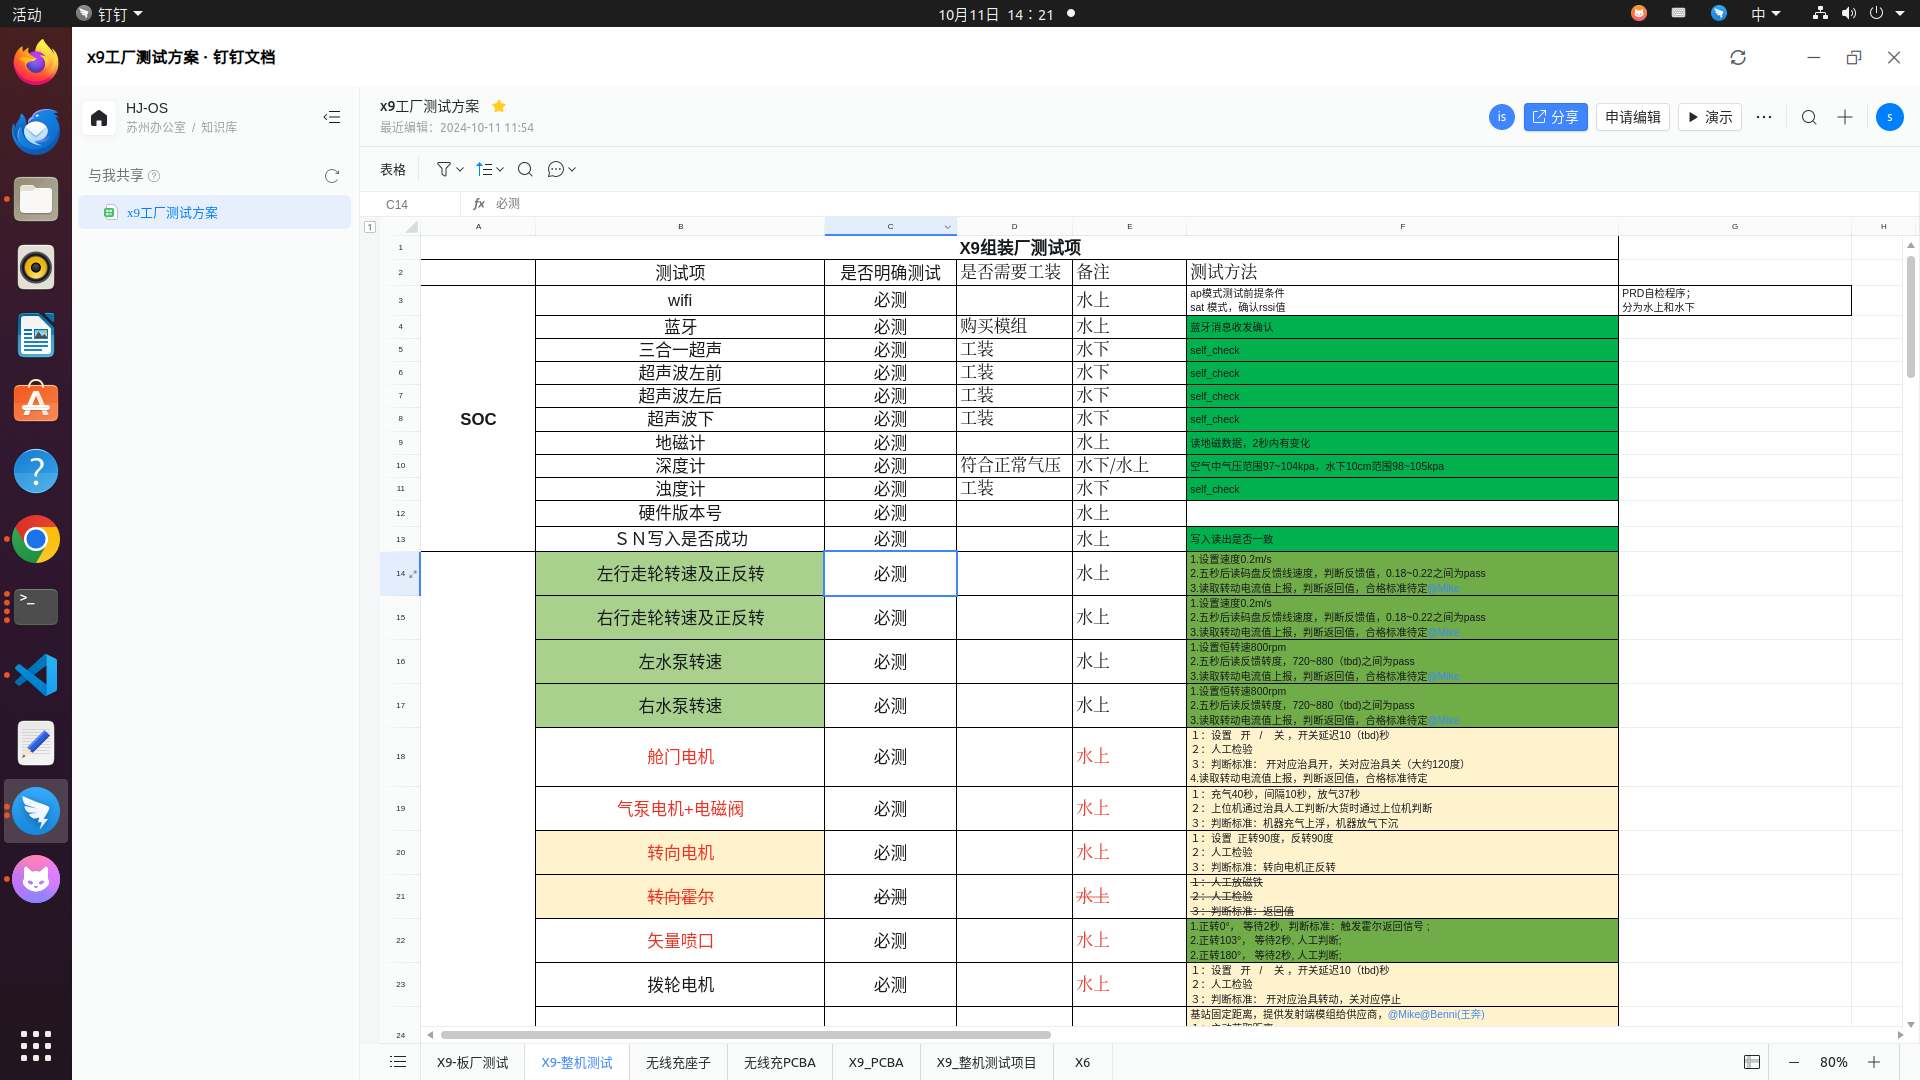 活动 钉钉 10月11日 14：21 中
x9工厂测试方案 · 钉钉文档
HJ-OS
苏州办公室 / 知识库
与我共享
x9工厂测试方案
x9工厂测试方案
最近编辑：2024-10-11 11:54
is 分享 申请编辑 演示 s
表格
C14 fx 必测
1 A B C D E F G H
1 X9组装厂测试项
2 测试项 是否明确测试 是否需要工装 备注 测试方法
3 wifi 必测 水上 ap模式测试前提条件
sat 模式，确认rssi值
PRD自检程序；
分为水上和水下
4 蓝牙 必测 购买模组 水上 蓝牙消息收发确认
5 三合一超声 必测 工装 水下 self_check
6 超声波左前 必测 工装 水下 self_check
7 超声波左后 必测 工装 水下 self_check
SOC
8 超声波下 必测 工装 水下 self_check
9 地磁计 必测 水上 读地磁数据，2秒内有变化
10 深度计 必测 符合正常气压 水下/水上 空气中气压范围97~104kpa，水下10cm范围98~105kpa
11 浊度计 必测 工装 水下 self_check
12 硬件版本号 必测 水上
13 ＳＮ写入是否成功 必测 水上 写入读出是否一致
14 左行走轮转速及正反转 必测 水上 1.设置速度0.2m/s
2.五秒后读码盘反馈线速度，判断反馈值，0.18~0.22之间为pass
3.读取转动电流值上报，判断返回值，合格标准待定@Mike
15 右行走轮转速及正反转 必测 水上 1.设置速度0.2m/s
2.五秒后读码盘反馈线速度，判断反馈值，0.18~0.22之间为pass
3.读取转动电流值上报，判断返回值，合格标准待定@Mike
16 左水泵转速 必测 水上 1.设置恒转速800rpm
2.五秒后读反馈转度，720~880（tbd)之间为pass
3.读取转动电流值上报，判断返回值，合格标准待定@Mike
17 右水泵转速 必测 水上 1.设置恒转速800rpm
2.五秒后读反馈转度，720~880（tbd)之间为pass
3.读取转动电流值上报，判断返回值，合格标准待定@Mike
18 舱门电机 必测 水上 １：设置 开 / 关 ，开关延迟10（tbd)秒
２：人工检验
３：判断标准： 开对应治具开，关对应治具关（大约120度）
4.读取转动电流值上报，判断返回值，合格标准待定
19 气泵电机+电磁阀 必测 水上 １：充气40秒，间隔10秒，放气37秒
２：上位机通过治具人工判断/大货时通过上位机判断
３：判断标准：机器充气上浮，机器放气下沉
20 转向电机 必测 水上 １：设置 正转90度，反转90度
２：人工检验
３：判断标准：转向电机正反转
21 转向霍尔 必测 水上 １：人工放磁铁
２：人工检验
３：判断标准：返回值
22 矢量喷口 必测 水上 1.正转0°， 等待2秒, 判断标准：触发霍尔返回信号 ;
2.正转103°， 等待2秒, 人工判断;
2.正转180°， 等待2秒, 人工判断;
23 拨轮电机 必测 水上 １：设置 开 / 关 ，开关延迟10（tbd)秒
２：人工检验
３：判断标准： 开对应治具转动，关对应停止
24 基站固定距离，提供发射端模组给供应商，@Mike@Benni(王奔)
X9-板厂测试 X9-整机测试 无线充座子 无线充PCBA X9_PCBA X9_整机测试项目 X6 80%